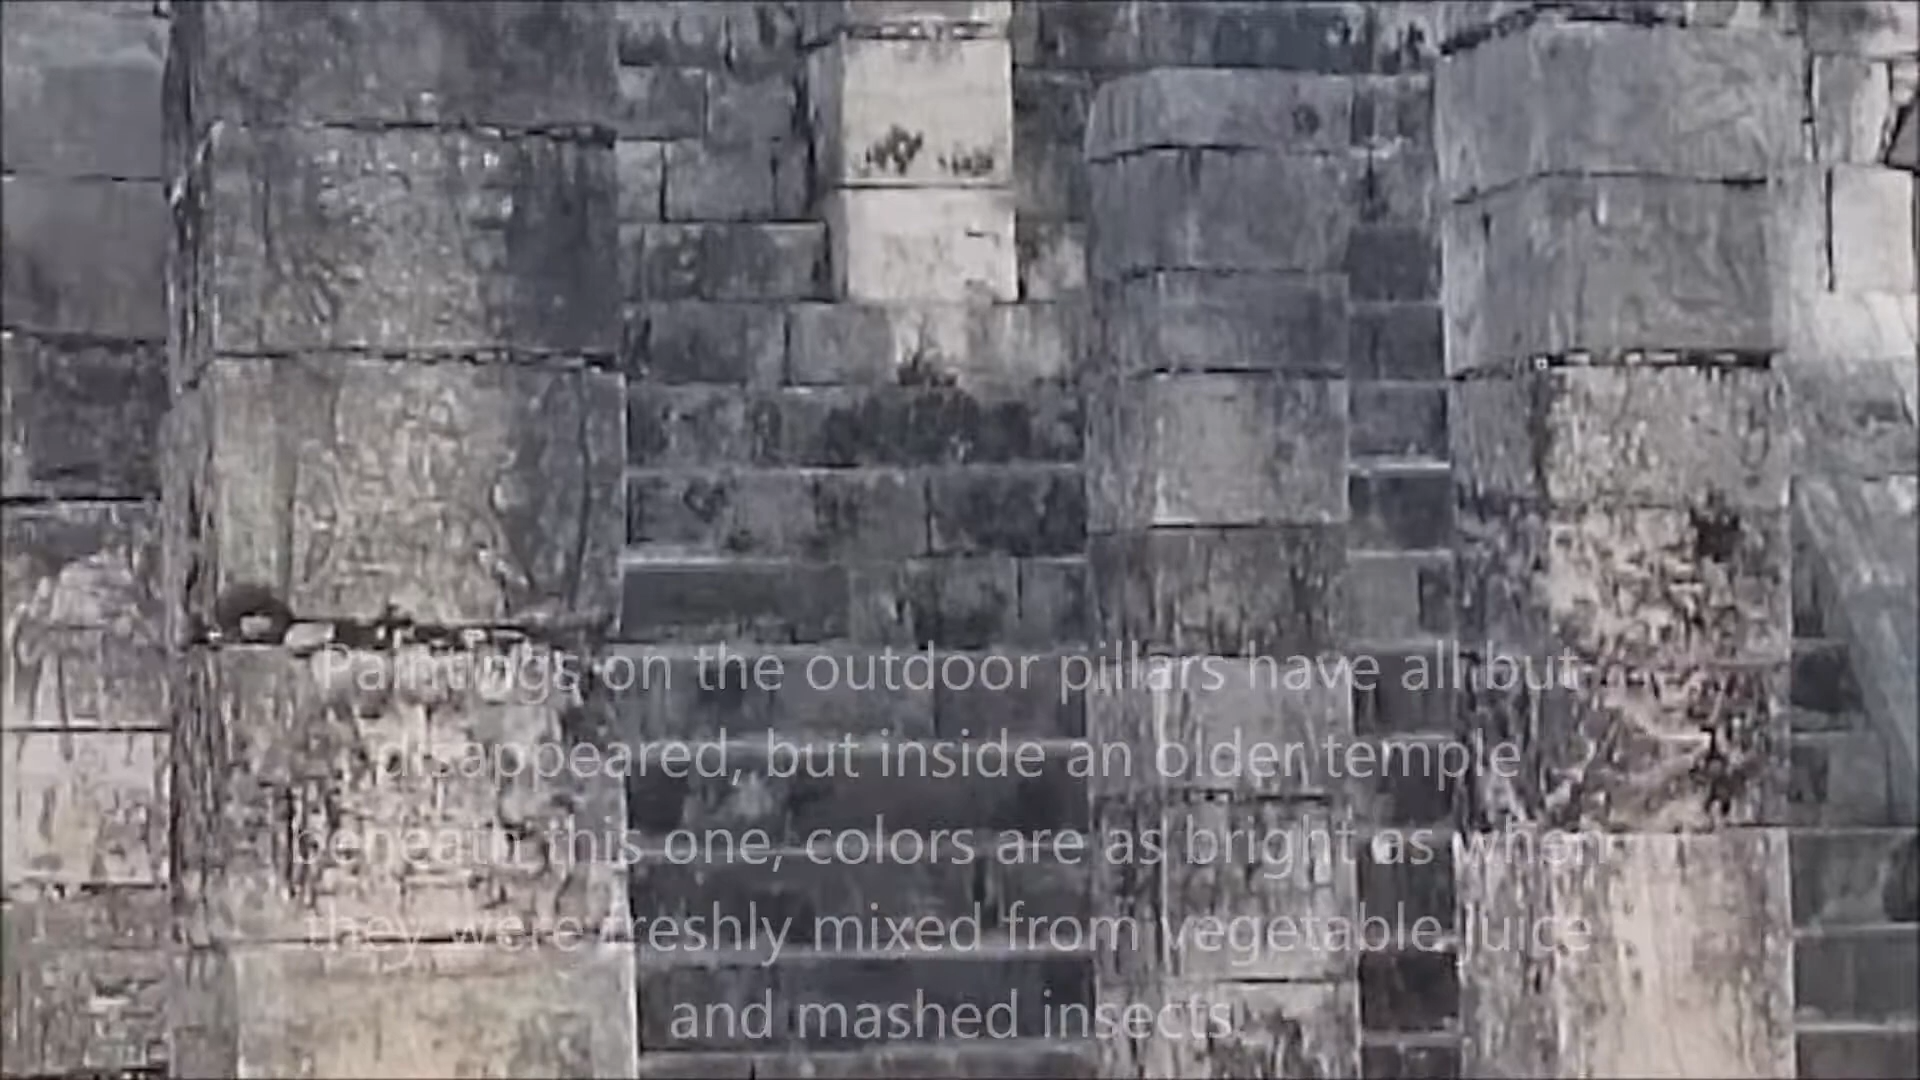 Paintings on the outdoor pillars have all but
disappeared, but inside an older temple
beneath this one, colors are as bright as when
they were freshly mixed from vegetable juice
and mashed insects.